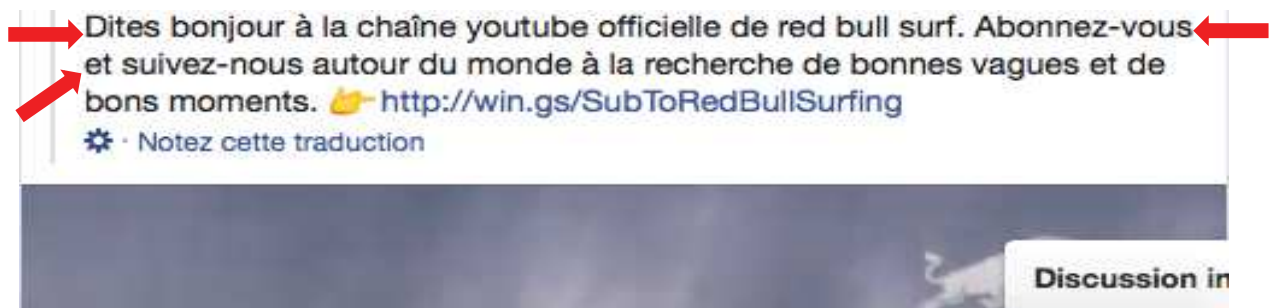 Dites bonjour à la chaîne youtube officielle de red bull surf. Abonnez-vous
et suivez-nous autour du monde à la recherche de bonnes vagues et de
bons moments. 👉 http://win.gs/SubToRedBullSurfing
· Notez cette traduction
Discussion in